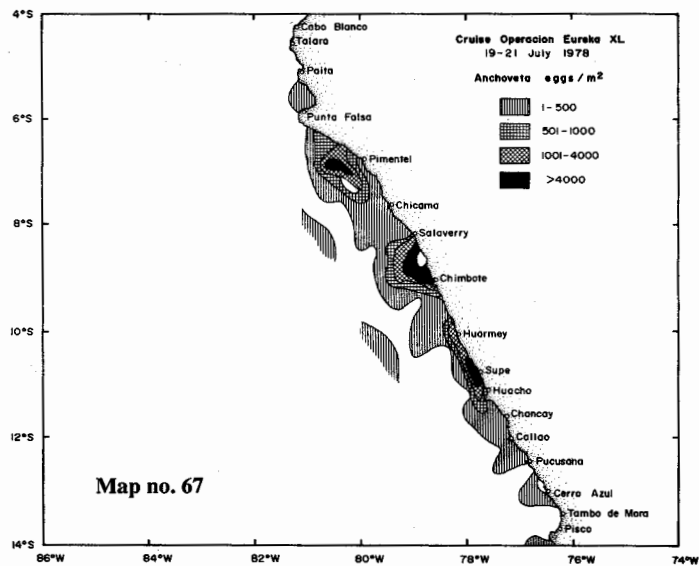 4°S
6°S
8°S
10°S
12°S
14°S
86°W
84°W
82°W
80°W
78°W
76°W
74°W
Cruise Operacion Eureka XL
19-21 July 1978
Anchoveta eggs/m²
1-500
501-1000
1001-4000
>4000
Cabo Blanco
Talara
Paita
Punta Falsa
Pimentel
Chicama
Salaverry
Chimbote
Huarmey
Supe
Huacho
Chancay
Callao
Pucusana
Cerro Azul
Tambo de Mora
Pisco
Map no. 67